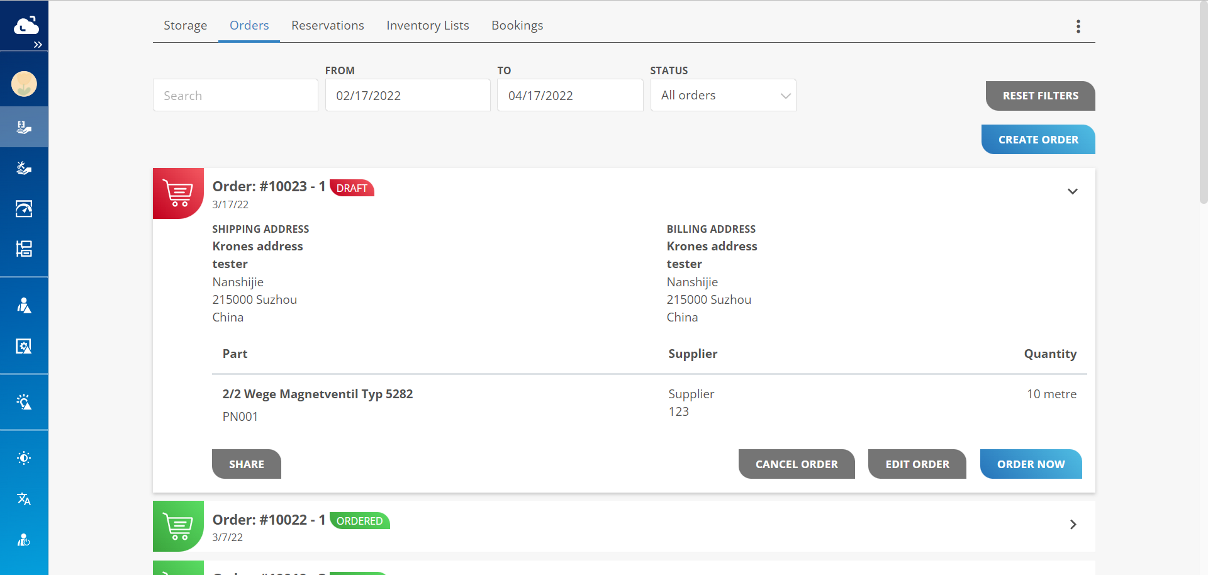 Storage Orders Reservations Inventory Lists Bookings
FROM TO STATUS
Search 02/17/2022 04/17/2022 All orders
RESET FILTERS
CREATE ORDER
Order: #10023 - 1 DRAFT
3/17/22
SHIPPING ADDRESS
Krones address
tester
Nanshijie
215000 Suzhou
China
BILLING ADDRESS
Krones address
tester
Nanshijie
215000 Suzhou
China
Part Supplier Quantity
2/2 Wege Magnetventil Typ 5282 Supplier 10 metre
PN001 123
SHARE CANCEL ORDER EDIT ORDER ORDER NOW
Order: #10022 - 1 ORDERED
3/7/22